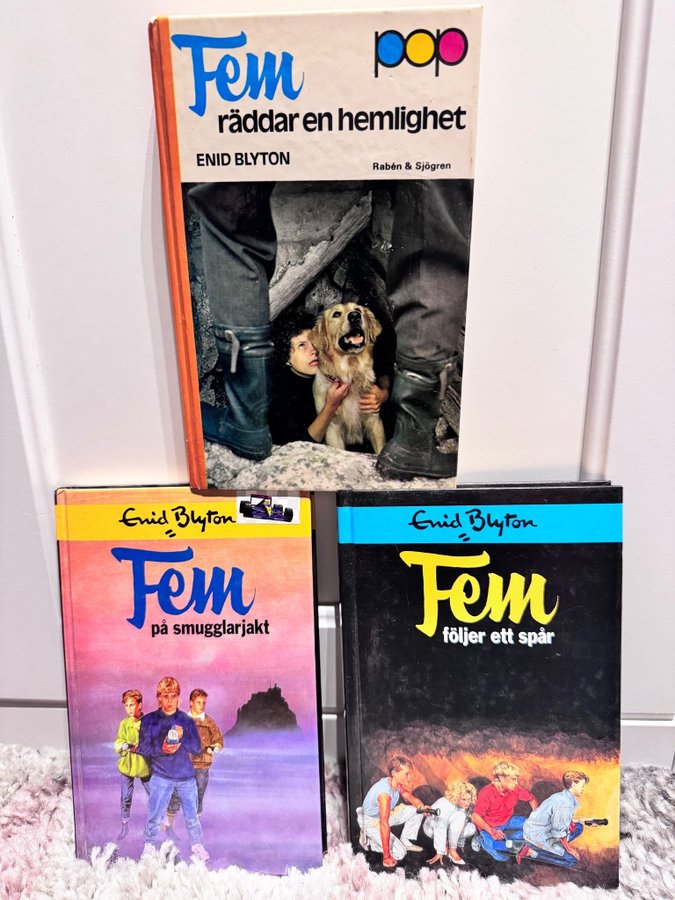 Fem
pop
räddar en hemlighet
ENID BLYTON
Rabén & Sjögren
Enid Blyton
Fem
på smugglarjakt
Enid Blyton
Fem
följer ett spår